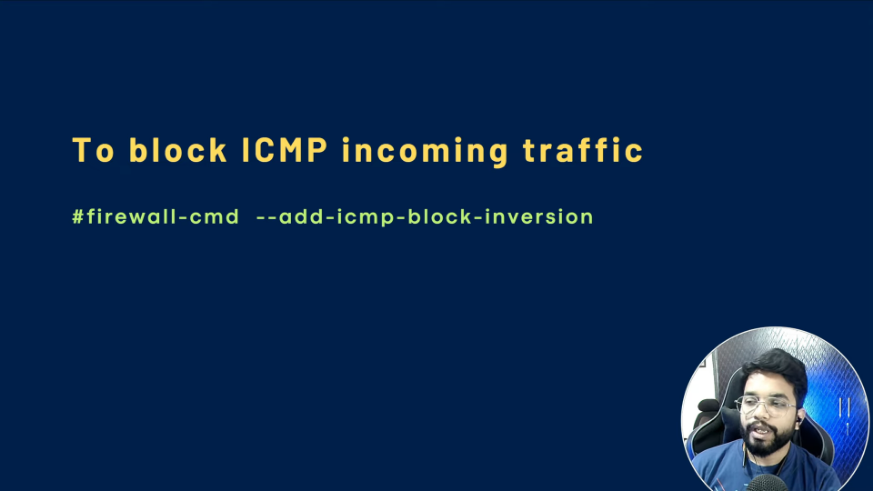 To block ICMP incoming traffic
#firewall-cmd --add-icmp-block-inversion